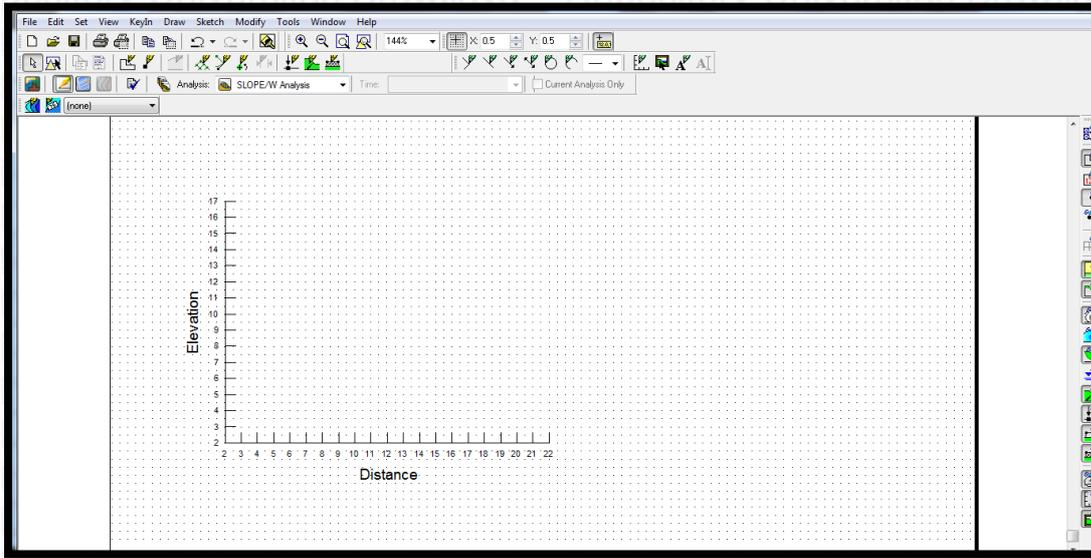 File Edit Set View KeyIn Draw Sketch Modify Tools Window Help
144% X: 0.5 Y: 0.5
Analysis: SLOPE/W Analysis Time: Current Analysis Only
(none)
17
16
15
14
13
12
11
10
9
8
7
6
5
4
3
2
Elevation
2 3 4 5 6 7 8 9 10 11 12 13 14 15 16 17 18 19 20 21 22
Distance